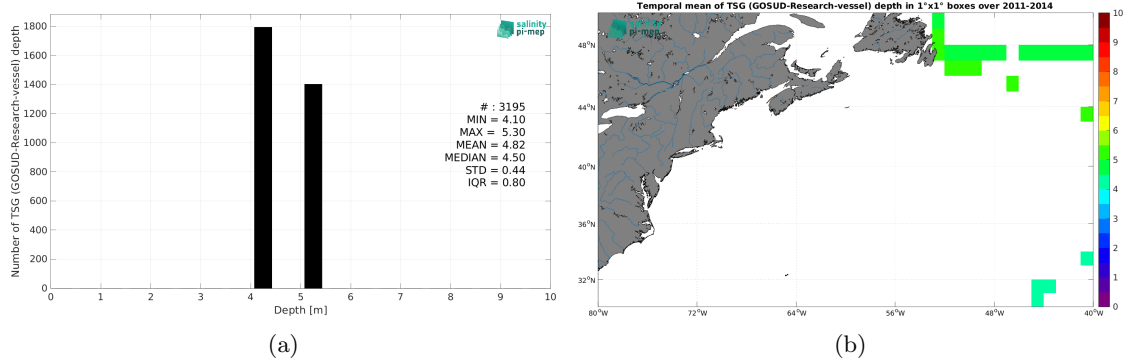 1800
1600
1400
1200
1000
800
600
400
200
0
Number of TSG (GOSUD-Research-vessel) depth
salinity
pi-mep
# : 3195
MIN = 4.10
MAX = 5.30
MEAN = 4.82
MEDIAN = 4.50
STD = 0.44
IQR = 0.80
0 1 2 3 4 5 6 7 8 9 10
Depth [m]
(a)
Temporal mean of TSG (GOSUD-Research-vessel) depth in 1°x1° boxes over 2011-2014
salinity
pi-mep
48°N
44°N
40°N
36°N
32°N
80°W 72°W 64°W 56°W 48°W 40°W
10
9
8
7
6
5
4
3
2
1
0
(b)